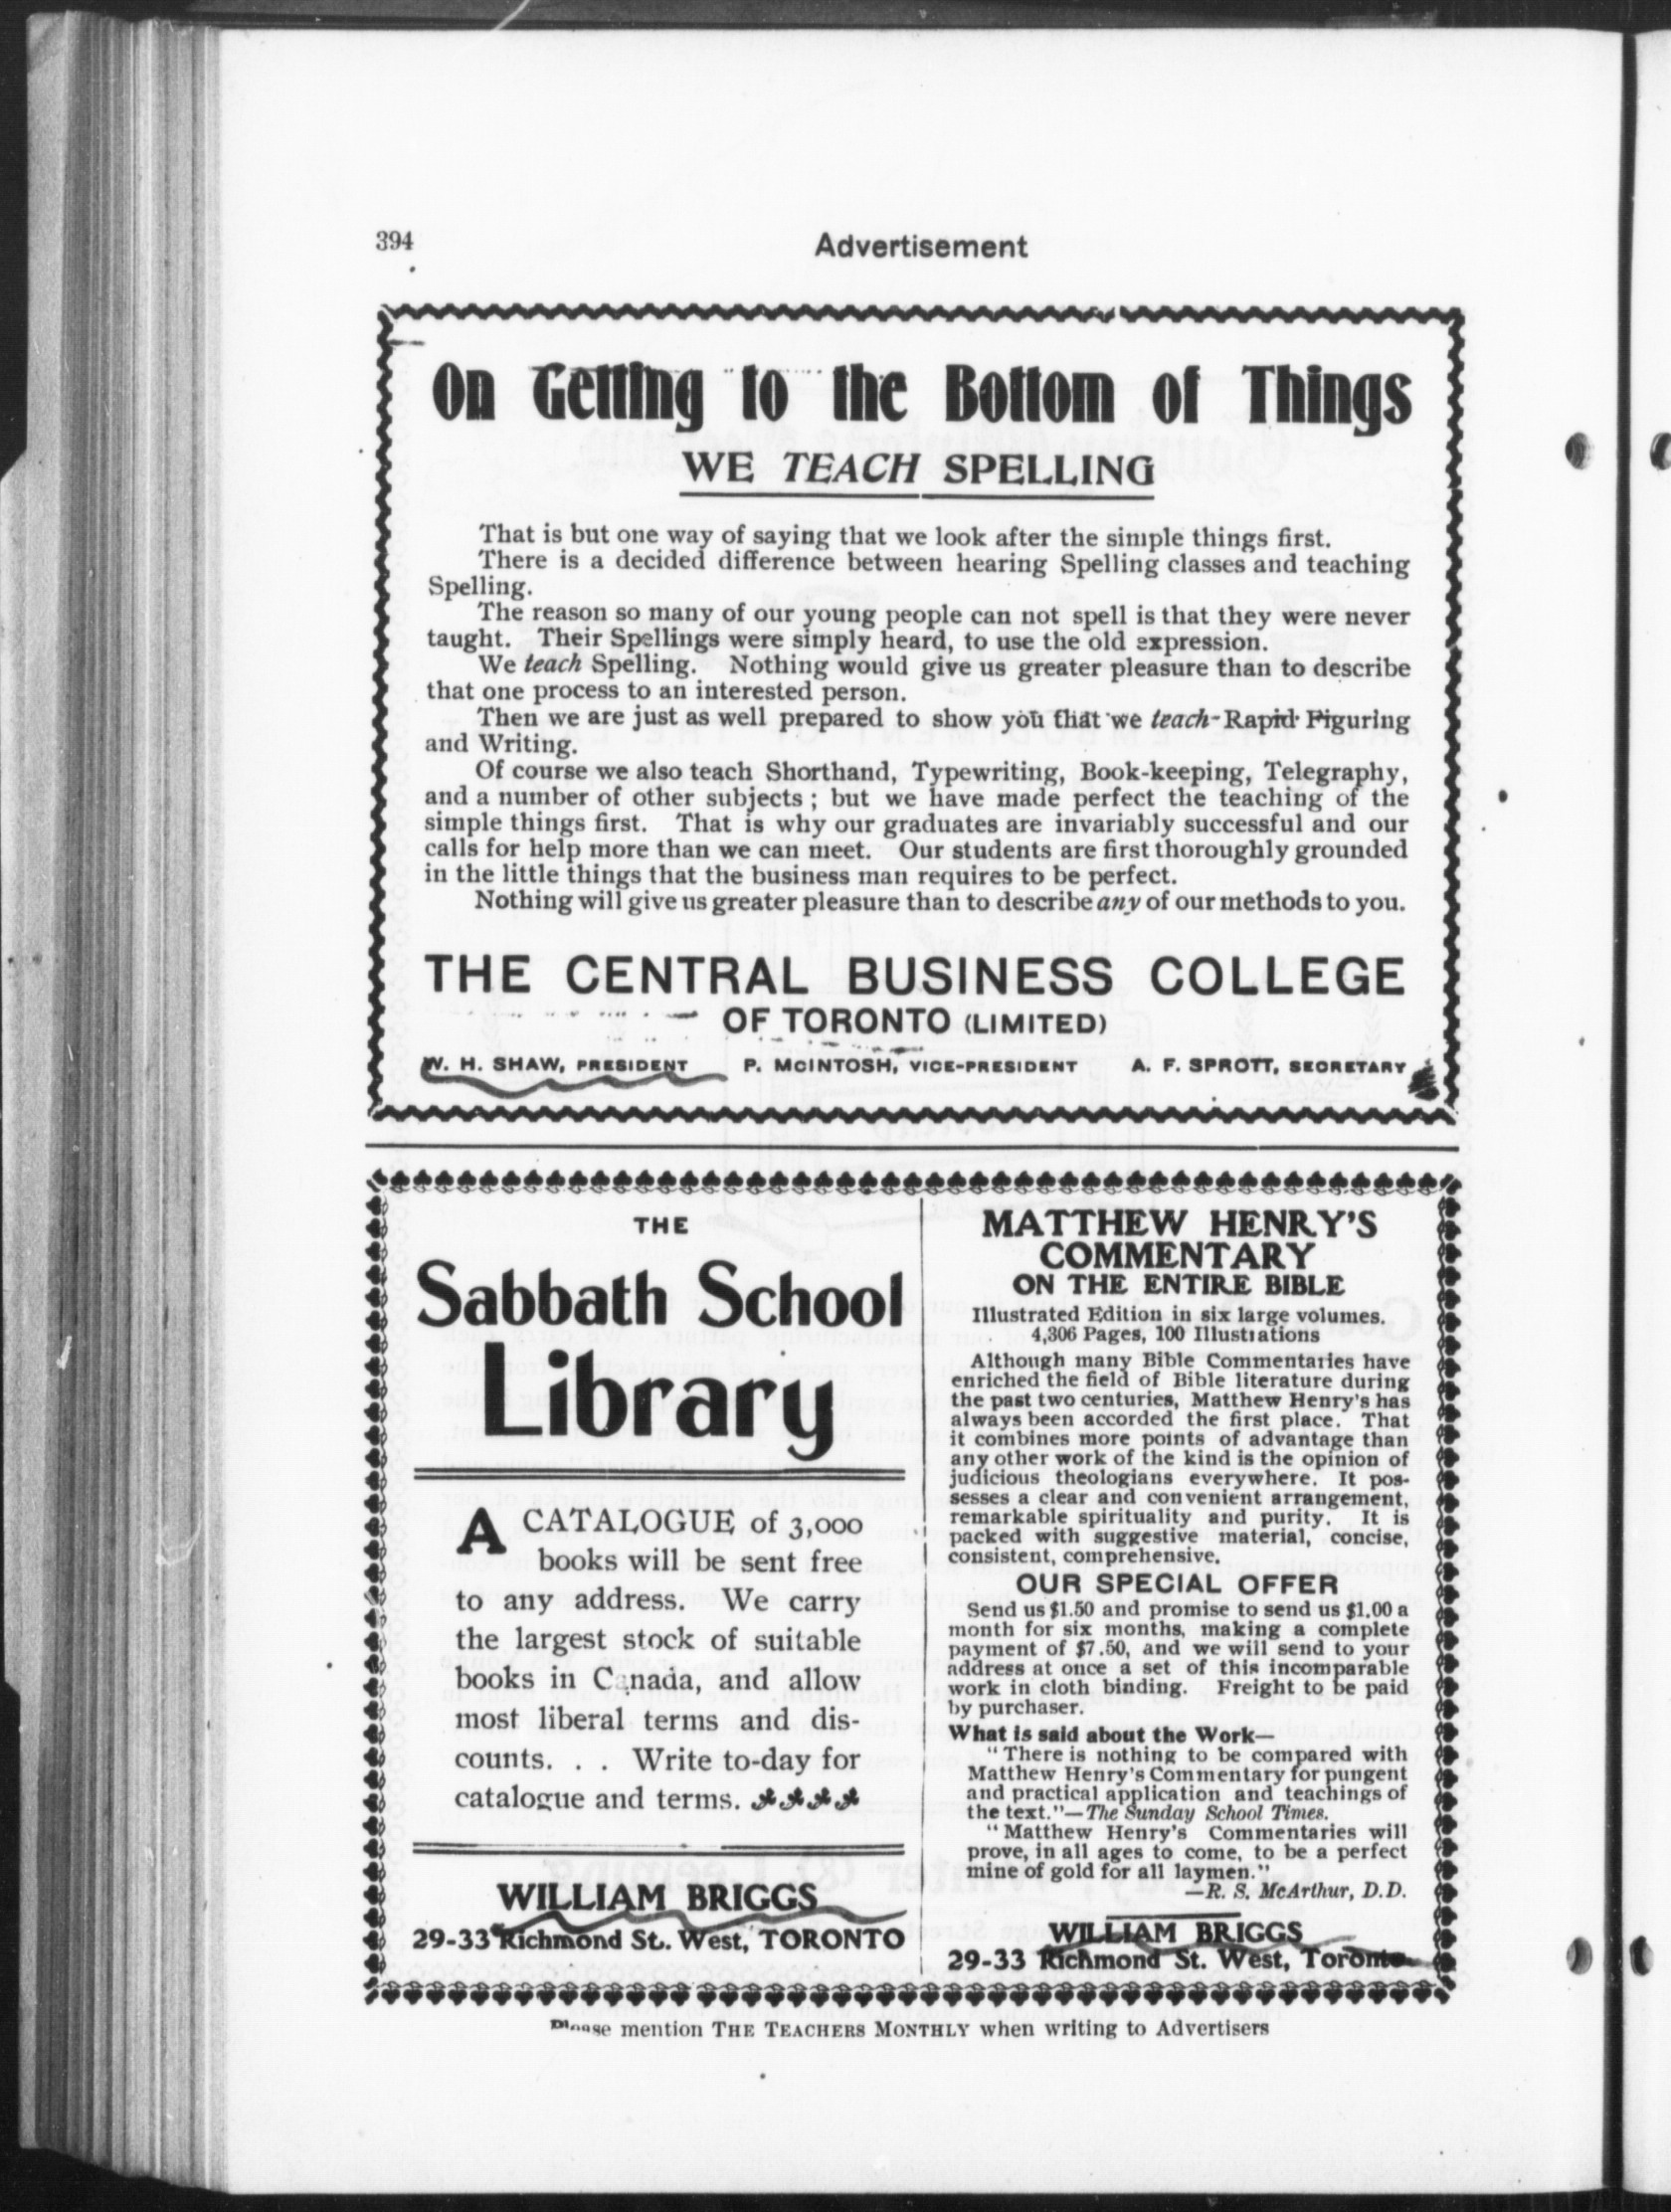 394
Advertisement
On Getting to the Bottom of Things
WE TEACH SPELLING
That is but one way of saying that we look after the simple things first.
There is a decided difference between hearing Spelling classes and teaching
Spelling.
The reason so many of our young people can not spell is that they were never
taught. Their Spellings were simply heard, to use the old expression.
We teach Spelling. Nothing would give us greater pleasure than to describe
that one process to an interested person.
Then we are just as well prepared to show you that we teach Rapid Figuring
and Writing.
Of course we also teach Shorthand, Typewriting, Book-keeping, Telegraphy,
and a number of other subjects; but we have made perfect the teaching of the
simple things first. That is why our graduates are invariably successful and our
calls for help more than we can meet. Our students are first thoroughly grounded
in the little things that the business man requires to be perfect.
Nothing will give us greater pleasure than to describe any of our methods to you.
THE CENTRAL BUSINESS COLLEGE
OF TORONTO (LIMITED)
W. H. SHAW, PRESIDENT P. McINTOSH, VICE-PRESIDENT A. F. SPROTT, SECRETARY
THE
Sabbath School
Library
A CATALOGUE of 3,000
books will be sent free
to any address. We carry
the largest stock of suitable
books in Canada, and allow
most liberal terms and dis-
counts. . . Write to-day for
catalogue and terms.
WILLIAM BRIGGS
29-33 Richmond St. West, TORONTO
MATTHEW HENRY'S
COMMENTARY
ON THE ENTIRE BIBLE
Illustrated Edition in six large volumes.
4,306 Pages, 100 Illustrations
Although many Bible Commentaries have
enriched the field of Bible literature during
the past two centuries, Matthew Henry's has
always been accorded the first place. That
it combines more points of advantage than
any other work of the kind is the opinion of
judicious theologians everywhere. It pos-
sesses a clear and convenient arrangement,
remarkable spirituality and purity. It is
packed with suggestive material, concise,
consistent, comprehensive.
OUR SPECIAL OFFER
Send us $1.50 and promise to send us $1.00 a
month for six months, making a complete
payment of $7.50, and we will send to your
address at once a set of this incomparable
work in cloth binding. Freight to be paid
by purchaser.
What is said about the Work—
"There is nothing to be compared with
Matthew Henry's Commentary for pungent
and practical application and teachings of
the text."—The Sunday School Times.
"Matthew Henry's Commentaries will
prove, in all ages to come, to be a perfect
mine of gold for all laymen."
—R. S. McArthur, D.D.
WILLIAM BRIGGS
29-33 Richmond St. West, Toronto
Please mention THE TEACHERS MONTHLY when writing to Advertisers